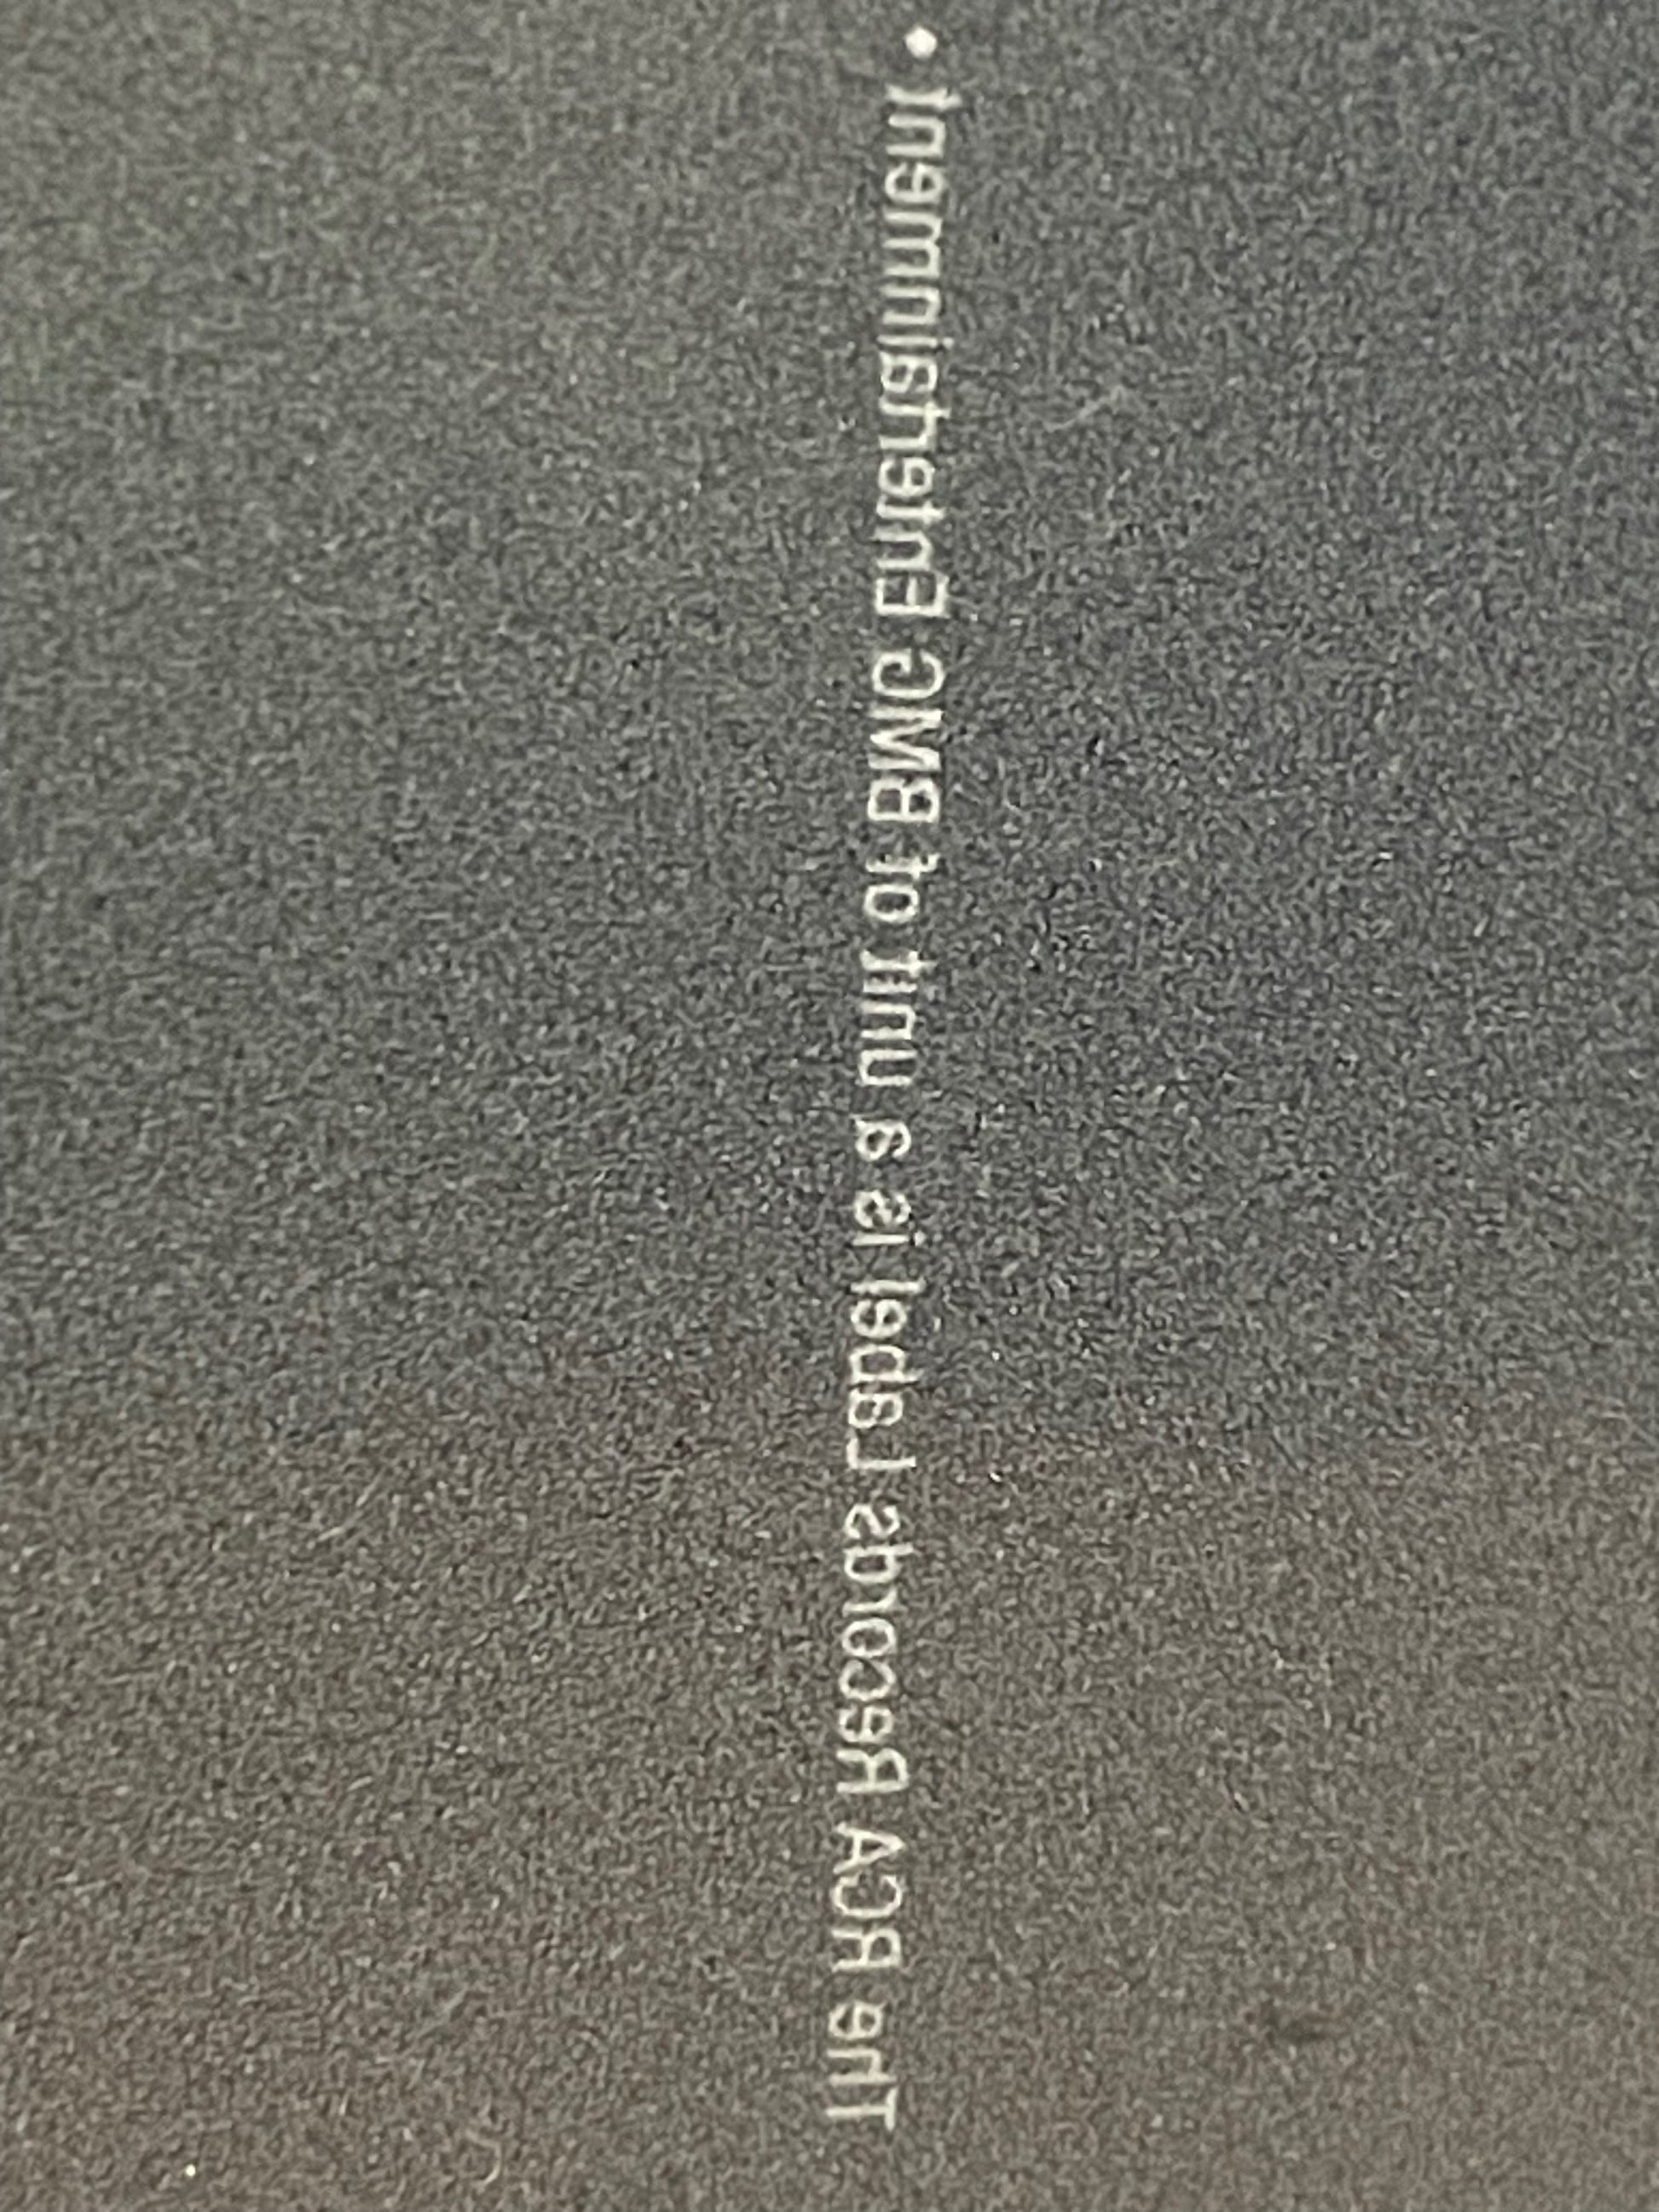 The RCA Records Label is a unit of BMG Entertainment •